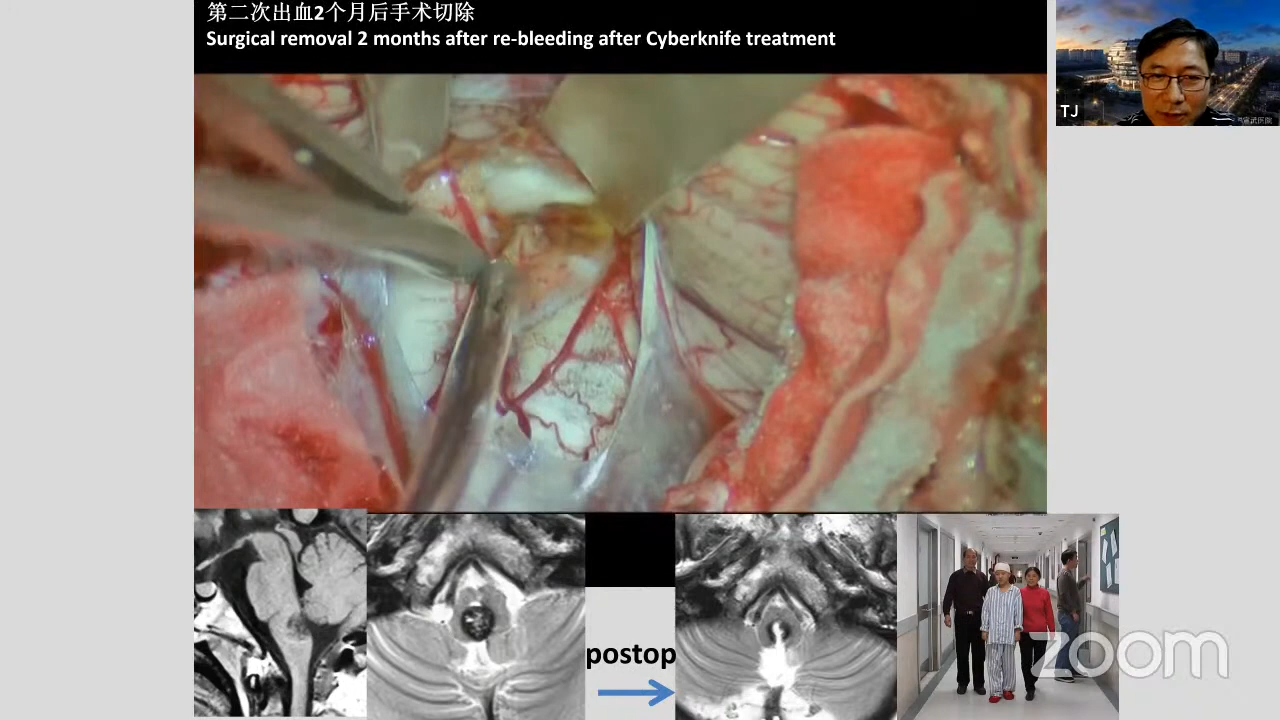 第二次出血2个月后手术切除
Surgical removal 2 months after re-bleeding after Cyberknife treatment
TJ
postop
zoom